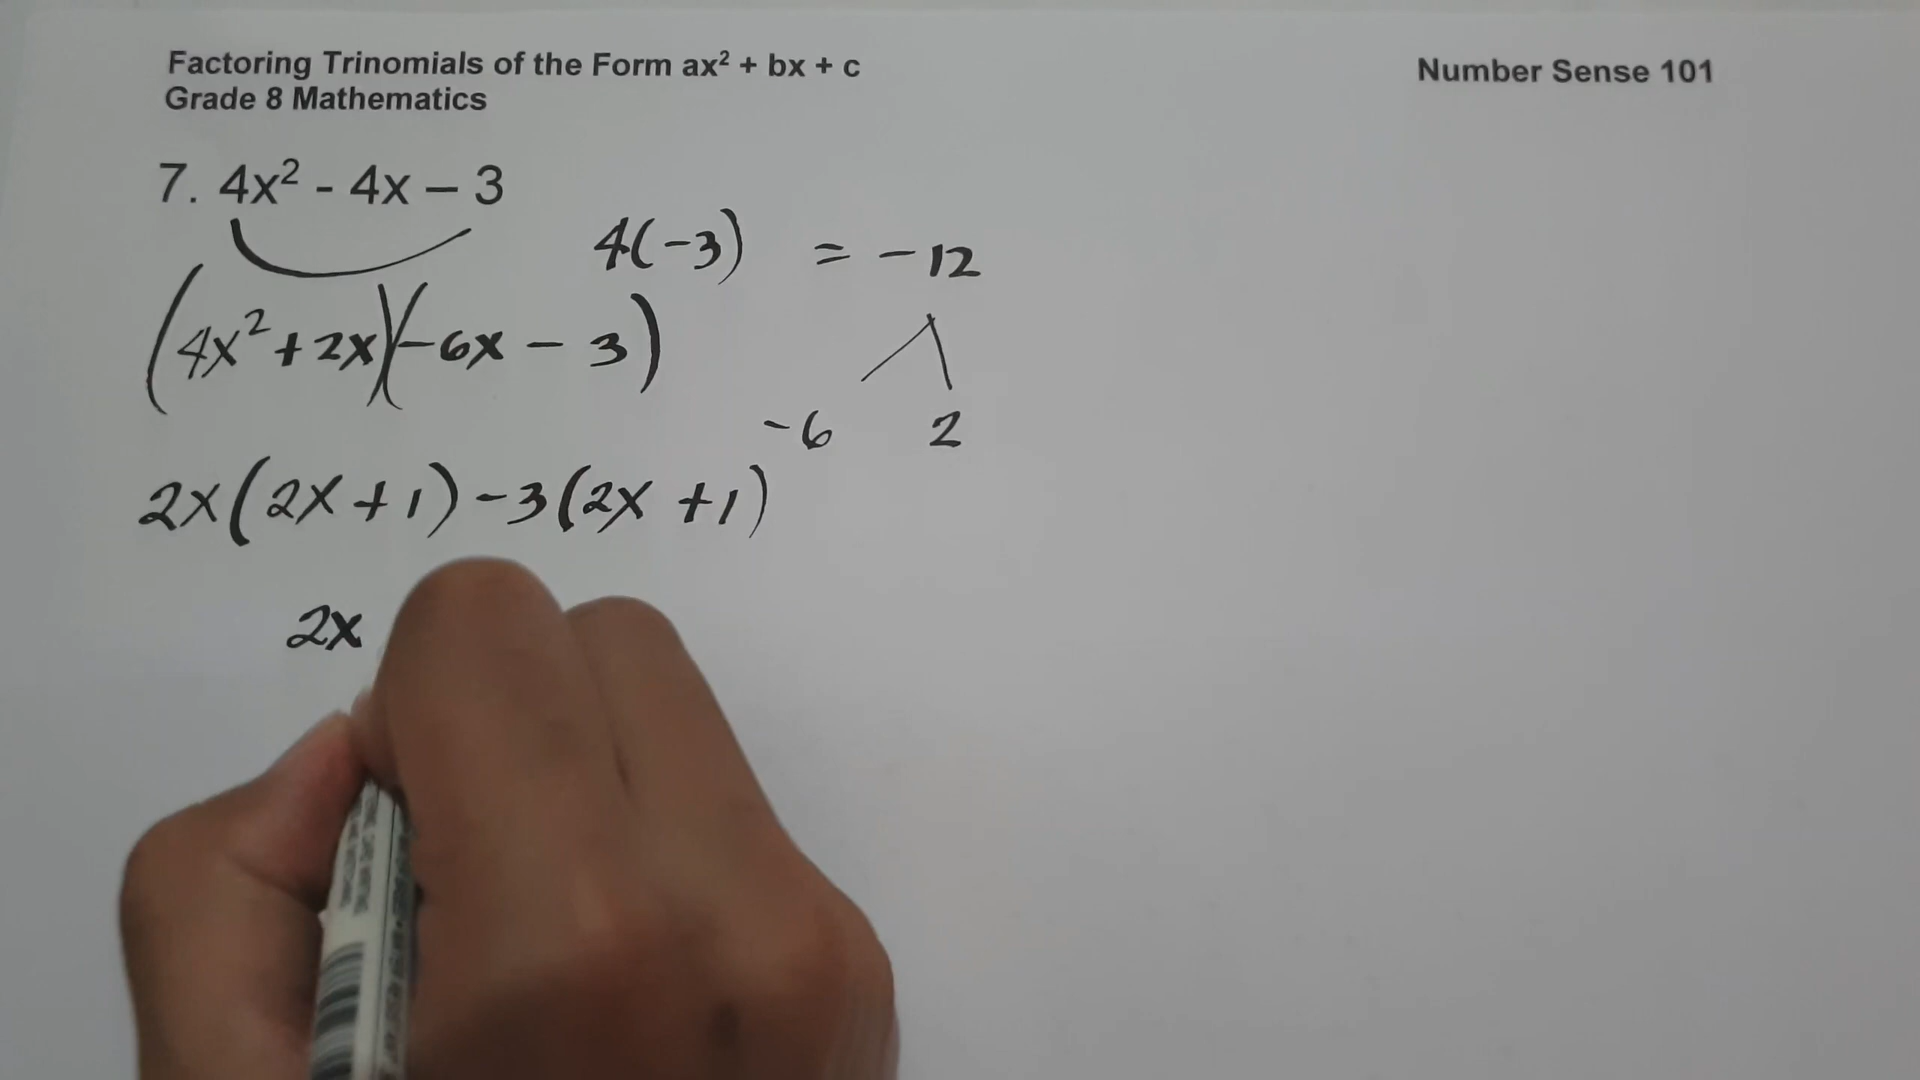 Factoring Trinomials of the Form ax² + bx + c
Number Sense 101
Grade 8 Mathematics
7. 4x² - 4x – 3
4(-3) = -12
(4x² + 2x)(-6x - 3)
-6 2
2x(2x + 1) - 3(2x + 1)
2x